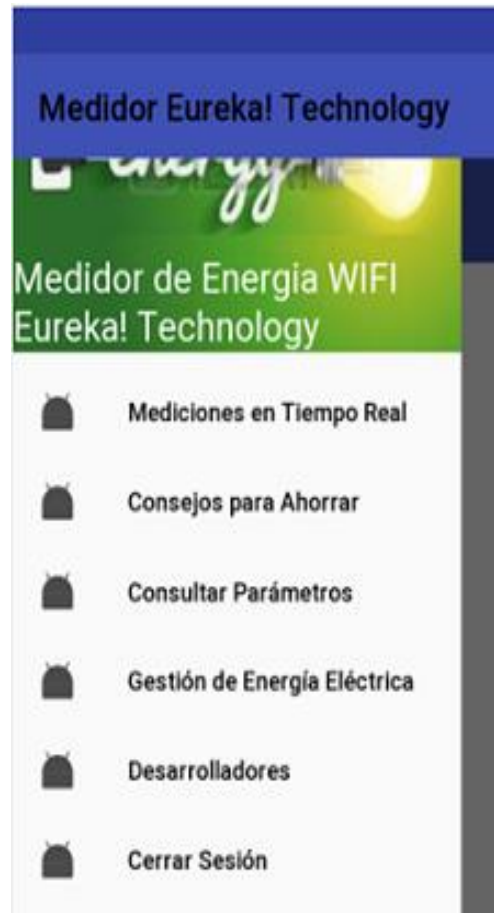 Medidor Eureka! Technology
energy
Medidor de Energia WIFI
Eureka! Technology
Mediciones en Tiempo Real
Consejos para Ahorrar
Consultar Parámetros
Gestión de Energía Eléctrica
Desarrolladores
Cerrar Sesión